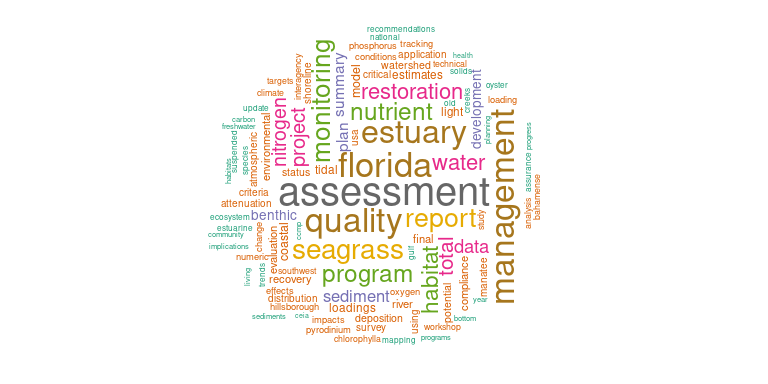 recommendations
national
phosphorus tracking
conditions application
health
watershed technical
targets
interagency
shoreline
monitoring
summary
model
critical estimates
solids
climate
restoration
development
oyster
creeks
old
loading
update
nitrogen
project
nutrient
light
carbon
freshwater
suspended
plan
usa
estuary
planning
progress
environmental
atmospheric
species
habitats
status tidal
florida water
management
assurance
bahamense
analysis
criteria
assessment
attenuation
ecosystem
benthic
quality report
study
estuarine
community
implications
change
coastal
ccmp
final
gulf
total
data
numeric
evaluation
seagrass
habitat
compliance
manatee
living
trends
southwest
recovery
program
potential
effects
distribution
sediment oxygen
year
hillsborough loadings river
sediments
ceia
impacts deposition
using
bottom
pyrodinium survey workshop
chlorophylla mapping programs